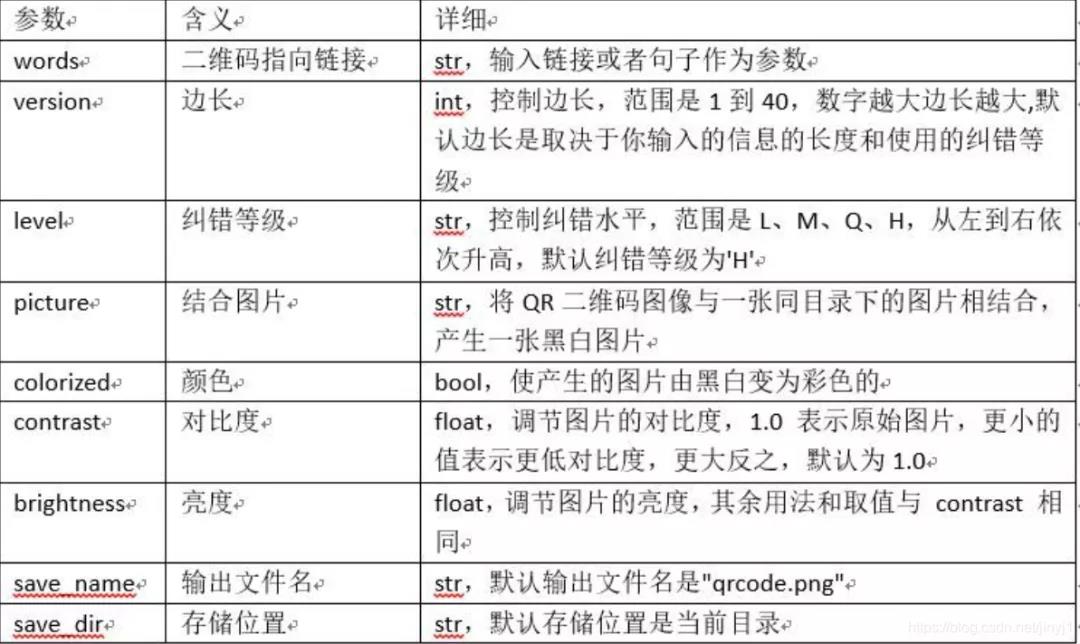 参数 含义 详细
words 二维码指向链接 str，输入链接或者句子作为参数
version 边长 int，控制边长，范围是 1 到 40，数字越大边长越大,默
认边长是取决于你输入的信息的长度和使用的纠错等
级
level 纠错等级 str，控制纠错水平，范围是 L、M、Q、H，从左到右依
次升高，默认纠错等级为'H'
picture 结合图片 str，将 QR 二维码图像与一张同目录下的图片相结合，
产生一张黑白图片
colorized 颜色 bool，使产生的图片由黑白变为彩色的
contrast 对比度 float，调节图片的对比度，1.0 表示原始图片，更小的
值表示更低对比度，更大反之，默认为 1.0
brightness 亮度 float，调节图片的亮度，其余用法和取值与 contrast 相
同
save_name 输出文件名 str，默认输出文件名是"qrcode.png"
save_dir 存储位置 str，默认存储位置是当前目录
https://blog.csdn.net/jinyj1